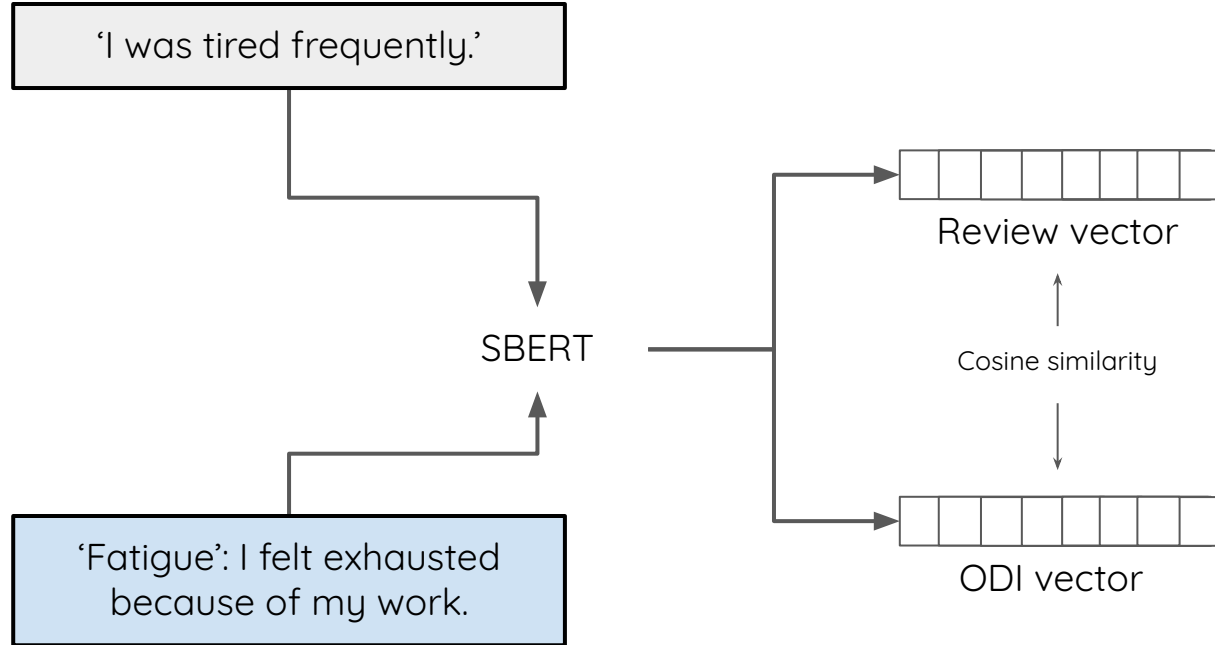 ‘I was tired frequently.’
SBERT
‘Fatigue’: I felt exhausted
because of my work.
Review vector
Cosine similarity
ODI vector